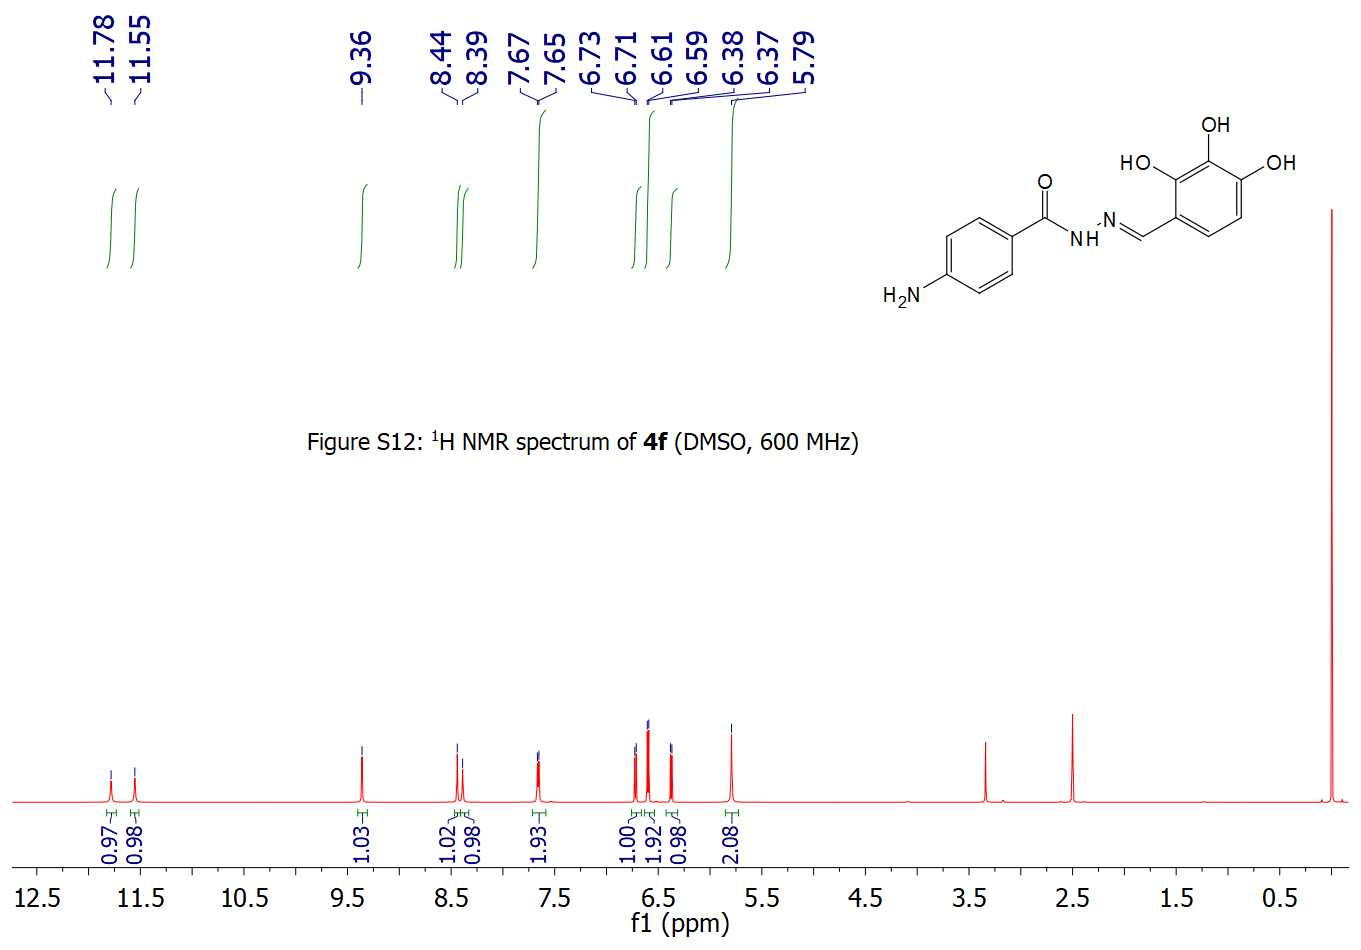 11.78
11.55
9.36
8.44
8.39
7.67
7.65
6.73
6.71
6.61
6.59
6.38
6.37
5.79
OH
HO
OH
O
N
NH
H2N
Figure S12: ¹H NMR spectrum of 4f (DMSO, 600 MHz)
0.97
0.98
1.03
1.02
0.98
1.93
1.00
1.92
0.98
2.08
12.5 11.5 10.5 9.5 8.5 7.5 6.5 5.5 4.5 3.5 2.5 1.5 0.5
f1 (ppm)